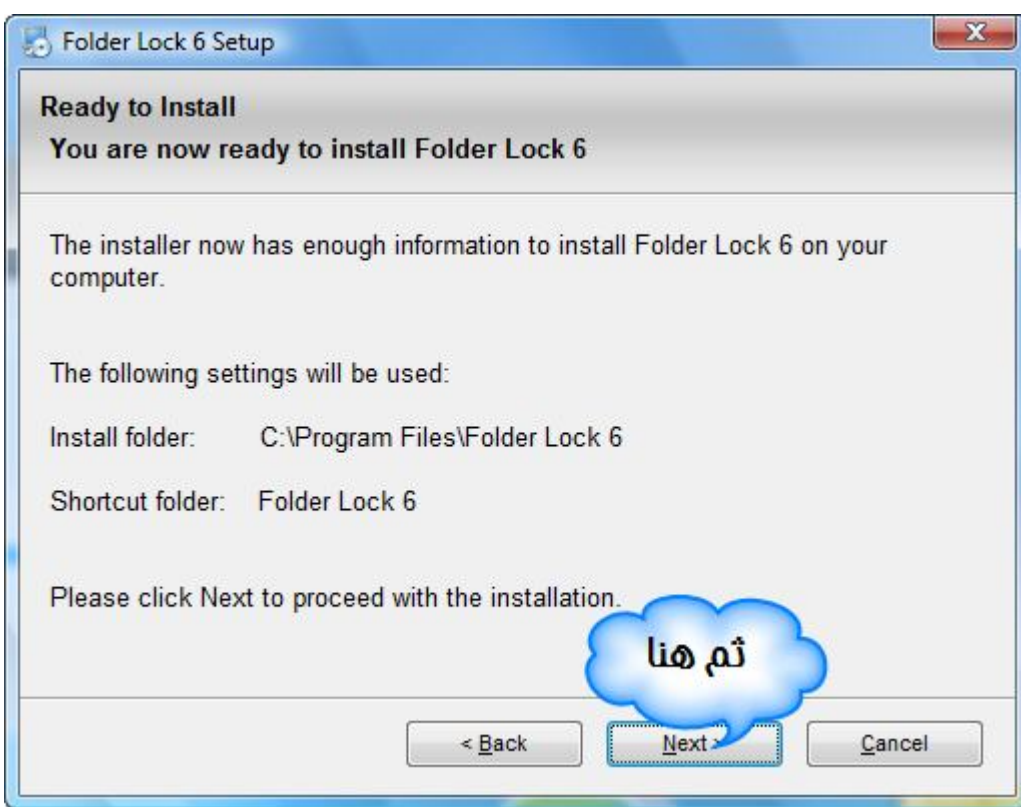 Folder Lock 6 Setup
Ready to Install
You are now ready to install Folder Lock 6
The installer now has enough information to install Folder Lock 6 on your
computer.
The following settings will be used:
Install folder: C:\Program Files\Folder Lock 6
Shortcut folder: Folder Lock 6
Please click Next to proceed with the installation.
ثم هنا
< Back Next > Cancel